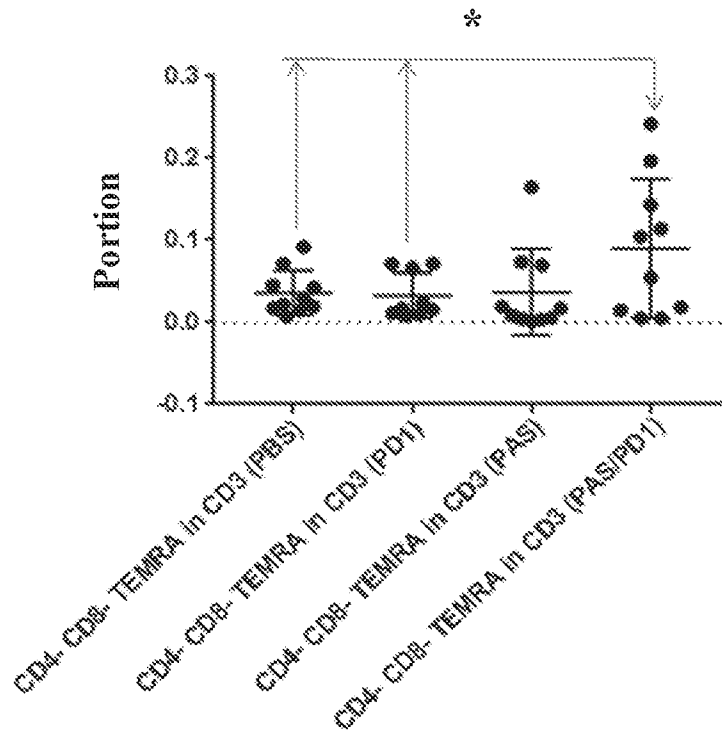 *
0.3
0.2
0.1
0.0
-0.1
Portion
CD4- CD8- TEMRA in CD3 (PBS)
CD4- CD8- TEMRA in CD3 (PD1)
CD4- CD8- TEMRA in CD3 (PAS)
CD4- CD8- TEMRA in CD3 (PAS/PD1)